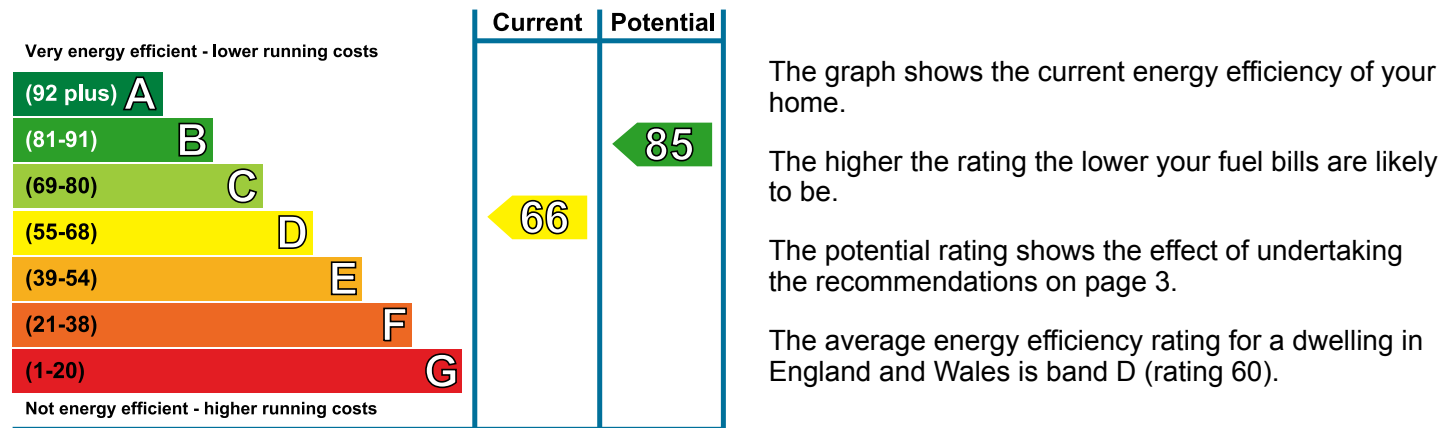 Current Potential
Very energy efficient - lower running costs
(92 plus) A
(81-91) B
(69-80) C
(55-68) D
(39-54) E
(21-38) F
(1-20) G
Not energy efficient - higher running costs
85
66
The graph shows the current energy efficiency of your
home.
The higher the rating the lower your fuel bills are likely
to be.
The potential rating shows the effect of undertaking
the recommendations on page 3.
The average energy efficiency rating for a dwelling in
England and Wales is band D (rating 60).